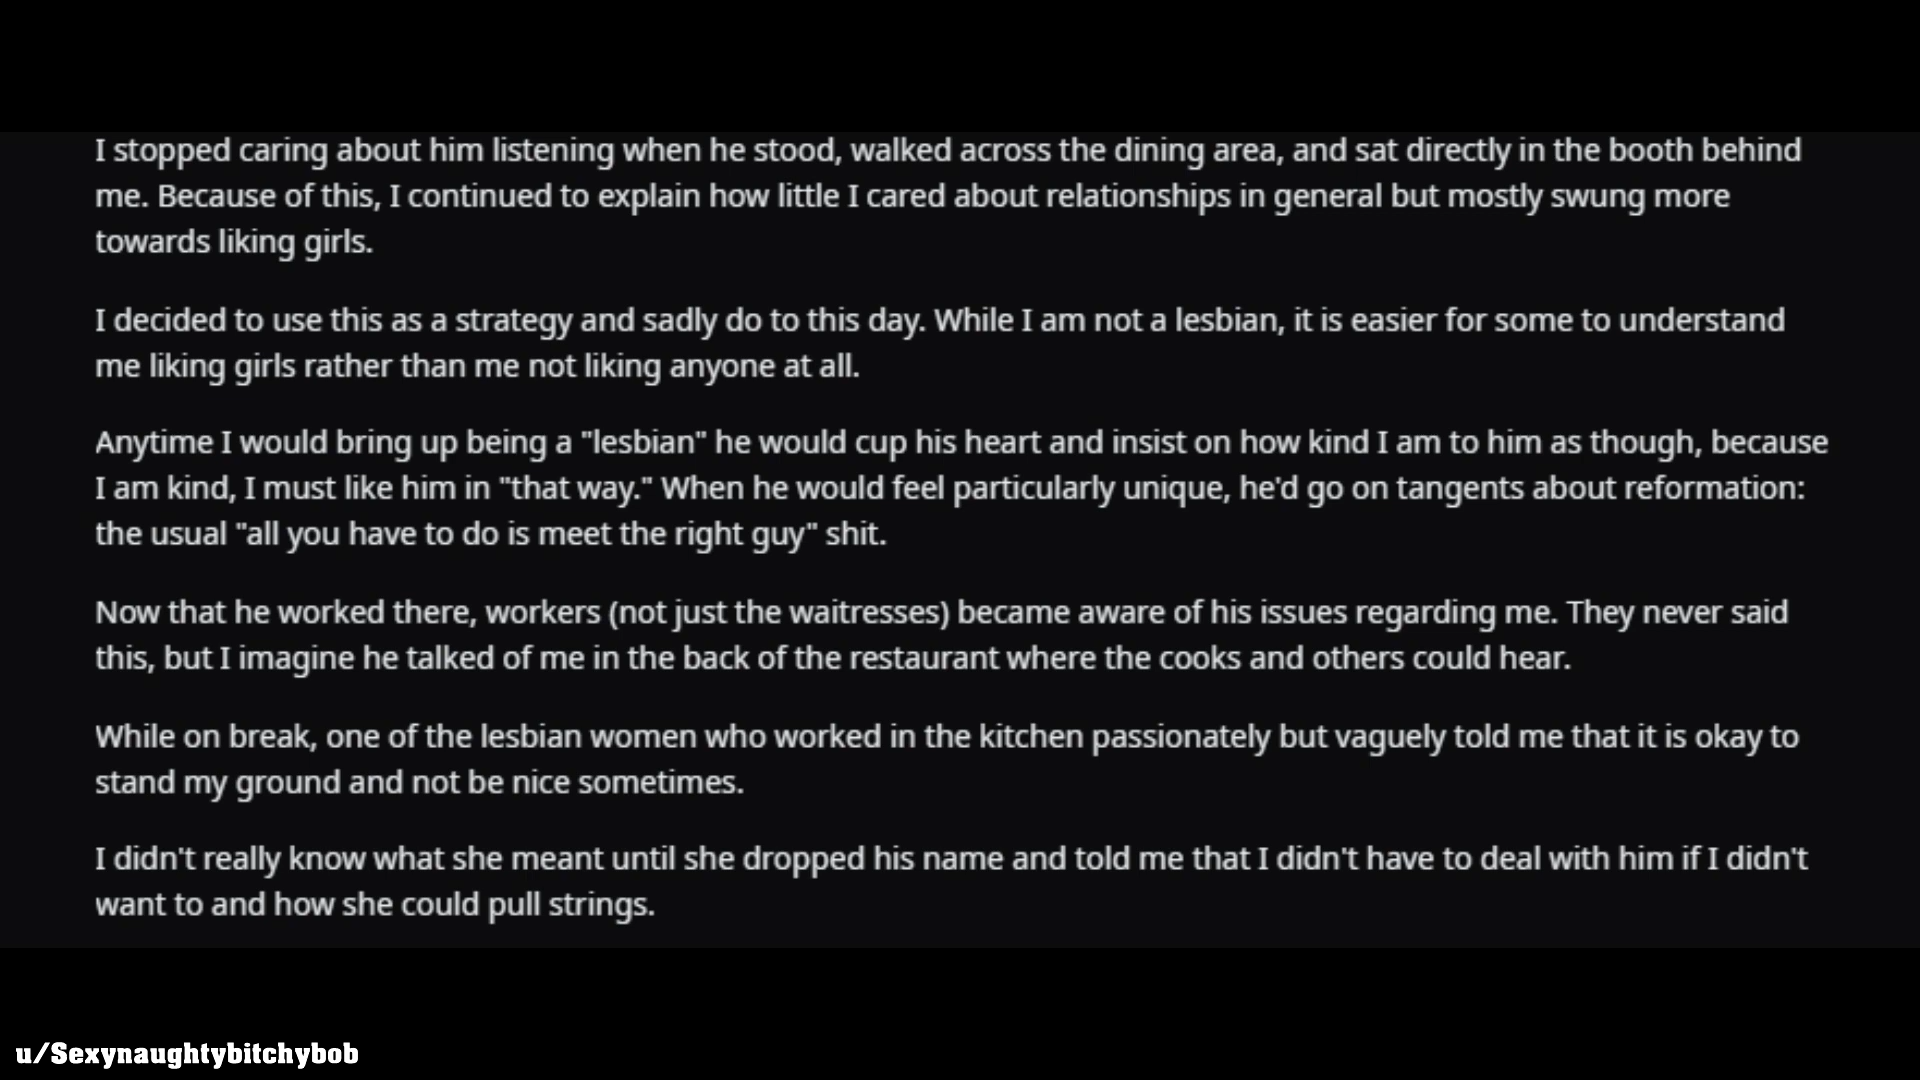 I stopped caring about him listening when he stood, walked across the dining area, and sat directly in the booth behind
me. Because of this, I continued to explain how little I cared about relationships in general but mostly swung more
towards liking girls.
I decided to use this as a strategy and sadly do to this day. While I am not a lesbian, it is easier for some to understand
me liking girls rather than me not liking anyone at all.
Anytime I would bring up being a "lesbian" he would cup his heart and insist on how kind I am to him as though, because
I am kind, I must like him in "that way." When he would feel particularly unique, he'd go on tangents about reformation:
the usual "all you have to do is meet the right guy" shit.
Now that he worked there, workers (not just the waitresses) became aware of his issues regarding me. They never said
this, but I imagine he talked of me in the back of the restaurant where the cooks and others could hear.
While on break, one of the lesbian women who worked in the kitchen passionately but vaguely told me that it is okay to
stand my ground and not be nice sometimes.
I didn't really know what she meant until she dropped his name and told me that I didn't have to deal with him if I didn't
want to and how she could pull strings.
u/Sexynaughtybitchybob